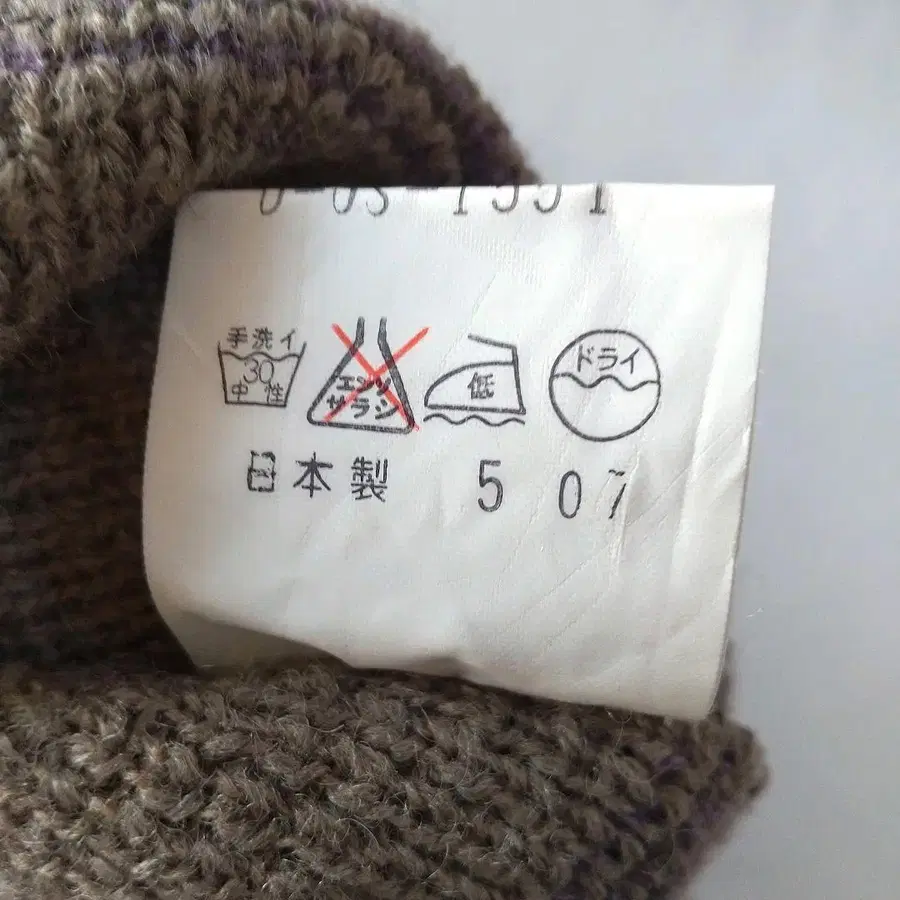 手洗イ
30
中性
エンソ
サラシ
低
ドライ
日本製 5 07